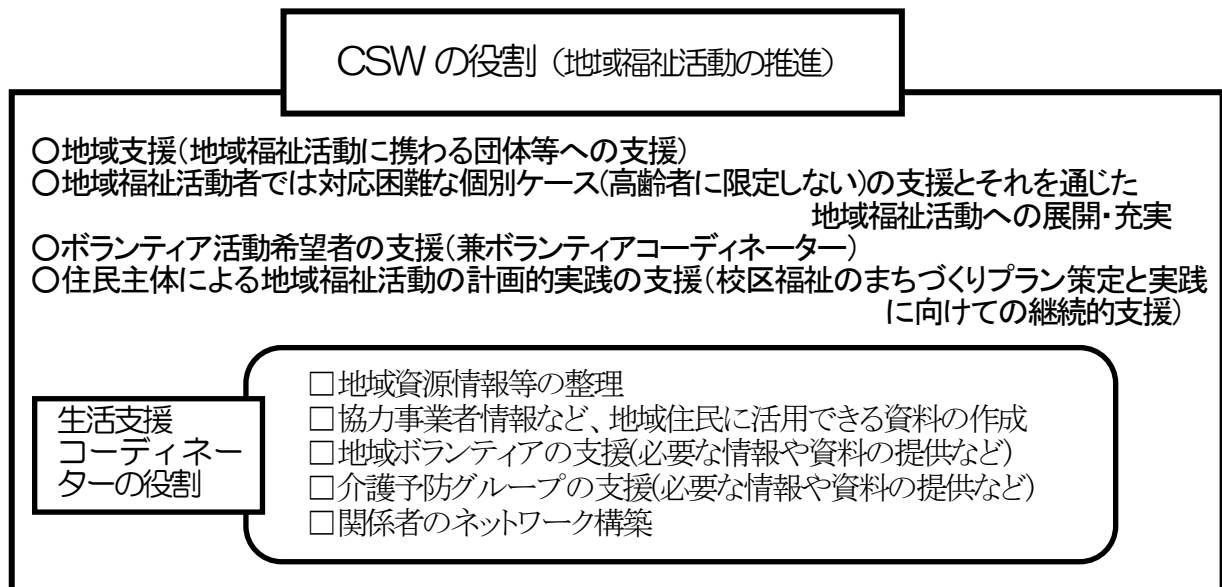 CSWの役割(地域福祉活動の推進)
○地域支援(地域福祉活動に携わる団体等への支援)
○地域福祉活動者では対応困難な個別ケース(高齢者に限定しない)の支援とそれを通じた
地域福祉活動への展開・充実
○ボランティア活動希望者の支援(兼ボランティアコーディネーター)
○住民主体による地域福祉活動の計画的実践の支援(校区福祉のまちづくりプラン策定と実践
に向けての継続的支援)
生活支援
コーディネー
ターの役割
□地域資源情報等の整理
□協力事業者情報など、地域住民に活用できる資料の作成
□地域ボランティアの支援(必要な情報や資料の提供など)
□介護予防グループの支援(必要な情報や資料の提供など)
□関係者のネットワーク構築